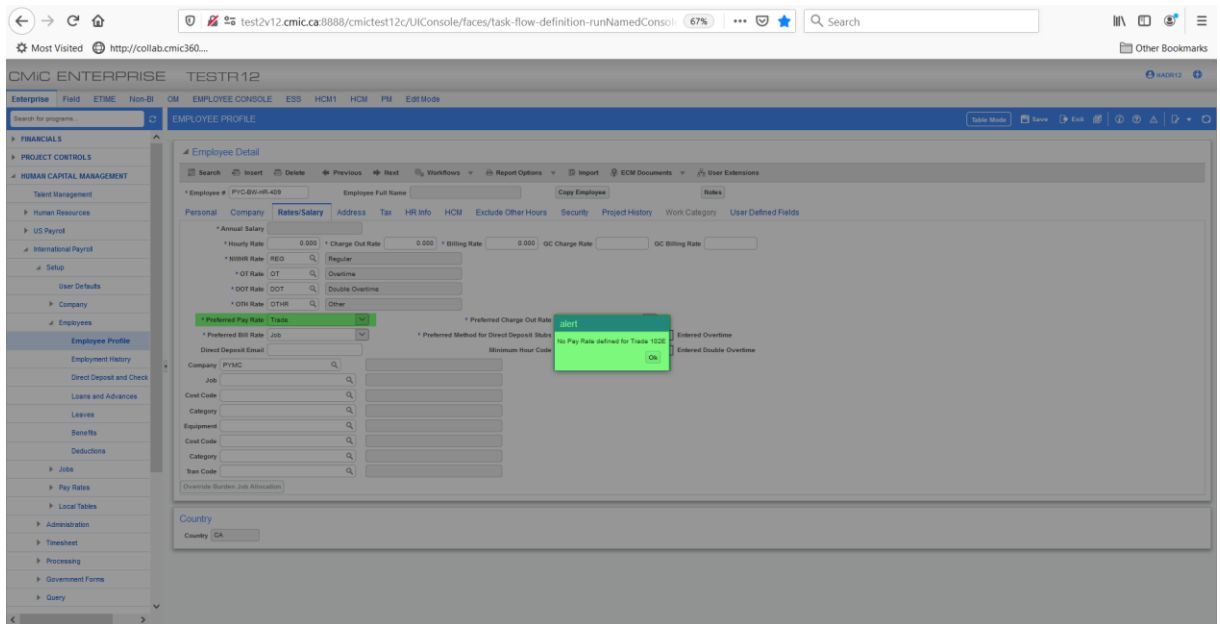 test2v12.cmic.ca:8888/cmictest12c/UIConsole/faces/task-flow-definition-runNamedConsol 67% Search
Most Visited http://collab.cmic360.... Other Bookmarks
CMiC ENTERPRISE TESTR12 HADR12
Enterprise Field ETIME Non-BI OM EMPLOYEE CONSOLE ESS HCM1 HCM PM Edit Mode
Search for programs... EMPLOYEE PROFILE Table Mode Save Exit
FINANCIALS
PROJECT CONTROLS
HUMAN CAPITAL MANAGEMENT
Talent Management
Human Resources
US Payroll
International Payroll
Setup
User Defaults
Company
Employees
Employee Profile
Employment History
Direct Deposit and Check
Loans and Advances
Leaves
Benefits
Deductions
Jobs
Pay Rates
Local Tables
Administration
Timesheet
Processing
Government Forms
Query
Employee Detail
Search Insert Delete Previous Next Workflows Report Options Import ECM Documents User Extensions
* Employee # PYC-BW-HR-409 Employee Full Name Copy Employee Notes
Personal Company Rates/Salary Address Tax HR Info HCM Exclude Other Hours Security Project History Work Category User Defined Fields
* Annual Salary
* Hourly Rate 0.000 * Charge Out Rate 0.000 * Billing Rate 0.000 GC Charge Rate GC Billing Rate
* NWHR Rate REG Regular
* OT Rate OT Overtime
* DOT Rate DOT Double Overtime
* OTH Rate OTHR Other
* Preferred Pay Rate Trade * Preferred Charge Out Rate
* Preferred Bill Rate Job * Preferred Method for Direct Deposit Stubs Entered Overtime
Direct Deposit Email Minimum Hour Code Entered Double Overtime
Company PYMC
Job
Cost Code
Category
Equipment
Cost Code
Category
Tran Code
Override Burden Job Allocation
alert
No Pay Rate defined for Trade 102E
Ok
Country
Country CA